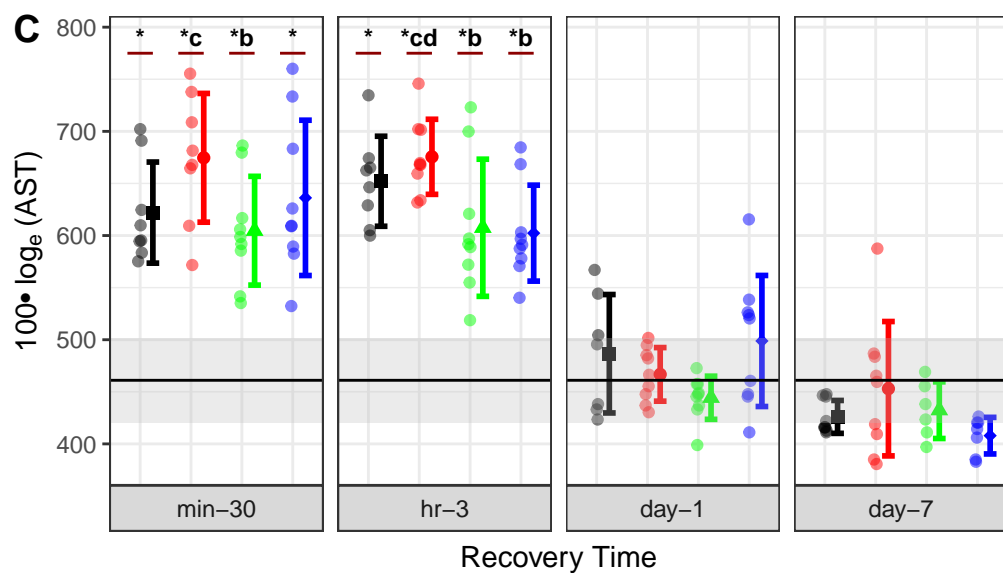 C
800
700
600
500
400
100• logₑ (AST)
* *c *b *
* *cd *b *b
min−30
hr−3
day−1
day−7
Recovery Time